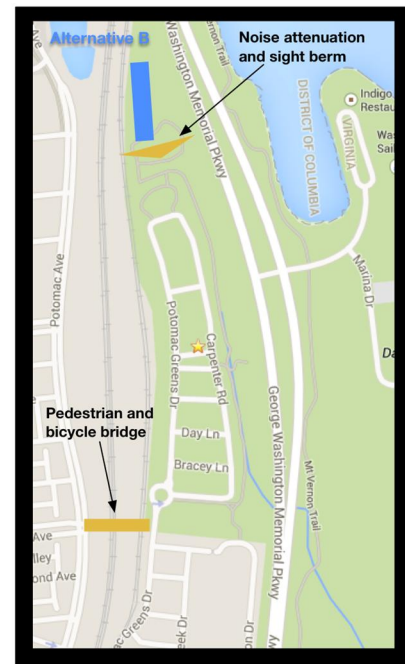 Alternative B
Noise attenuation
and sight berm
Washington Memorial Pkwy
Vernon Trail
DISTRICT OF COLUMBIA
VIRGINIA
Indigo
Restau
Was
Sail
Marina Dr
Da
Potomac Ave
Potomac Greens Dr
Carpenter Rd
George Washington Memorial Pkwy
Mt Vernon Trail
Day Ln
Bracey Ln
Pedestrian and
bicycle bridge
Ave
lley
ond Ave
ac Greens Dr
eek Dr